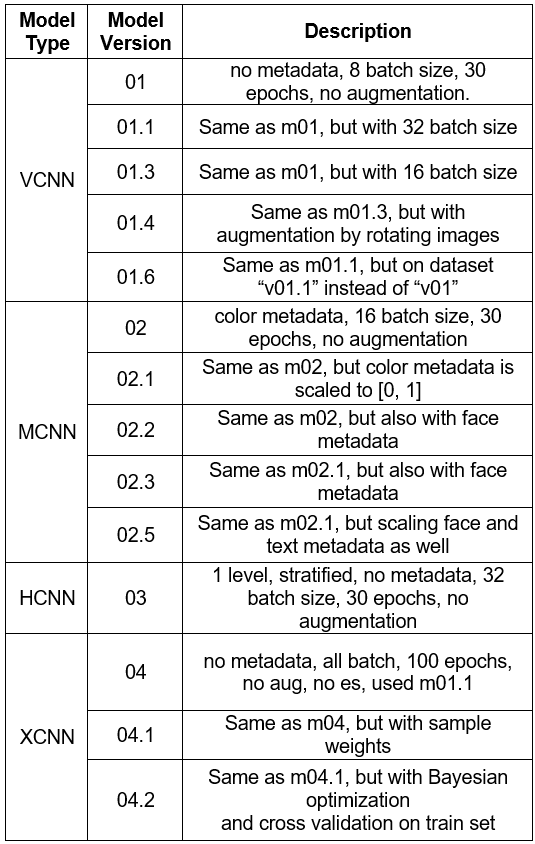 Model
Type
Model
Version
Description
VCNN
01
no metadata, 8 batch size, 30
epochs, no augmentation.
01.1
Same as m01, but with 32 batch size
01.3
Same as m01, but with 16 batch size
01.4
Same as m01.3, but with
augmentation by rotating images
01.6
Same as m01.1, but on dataset
“v01.1” instead of “v01”
MCNN
02
color metadata, 16 batch size, 30
epochs, no augmentation
02.1
Same as m02, but color metadata is
scaled to [0, 1]
02.2
Same as m02, but also with face
metadata
02.3
Same as m02.1, but also with face
metadata
02.5
Same as m02.1, but scaling face and
text metadata as well
HCNN
03
1 level, stratified, no metadata, 32
batch size, 30 epochs, no
augmentation
XCNN
04
no metadata, all batch, 100 epochs,
no aug, no es, used m01.1
04.1
Same as m04, but with sample
weights
04.2
Same as m04.1, but with Bayesian
optimization
and cross validation on train set